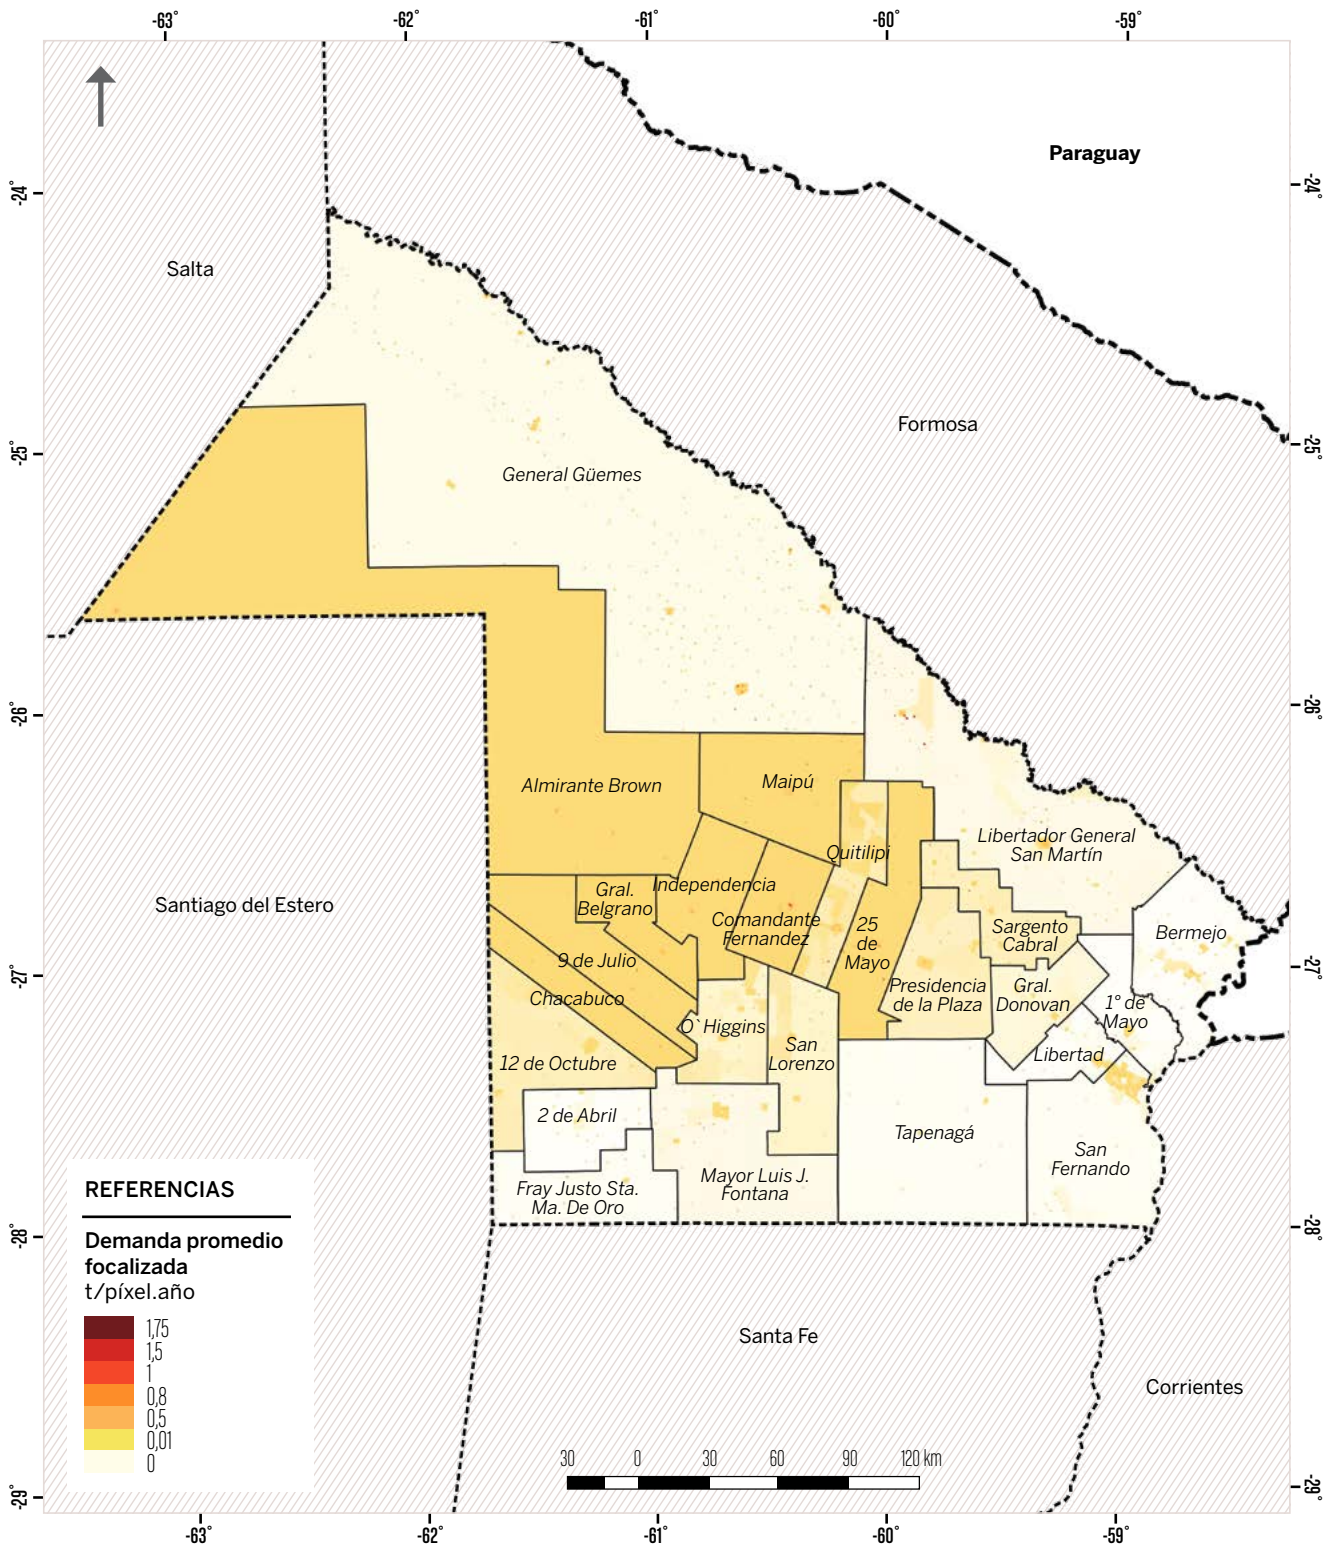 -63°
-62°
-61°
-60°
-59°
Paraguay
-24°
-24°
Salta
Formosa
-25°
-25°
General Güemes
-26°
-26°
Almirante Brown
Maipú
Libertador General
San Martín
Quitilipi
Independencia
Gral.
Belgrano
Santiago del Estero
Comandante
Fernandez
25
de
Mayo
Sargento
Cabral
Bermejo
9 de Julio
-27°
-27°
Chacabuco
Presidencia
de la Plaza
Gral.
Donovan
1° de
Mayo
O`Higgins
San
Lorenzo
Libertad
12 de Octubre
2 de Abril
Tapenagá
San
Fernando
Mayor Luis J.
Fontana
Fray Justo Sta.
Ma. De Oro
-28°
-28°
REFERENCIAS
Demanda promedio
focalizada
t/píxel.año
1,75
1,5
1
0,8
0,5
0,01
0
Santa Fe
Corrientes
30 0 30 60 90 120 km
-29°
-29°
-63°
-62°
-61°
-60°
-59°